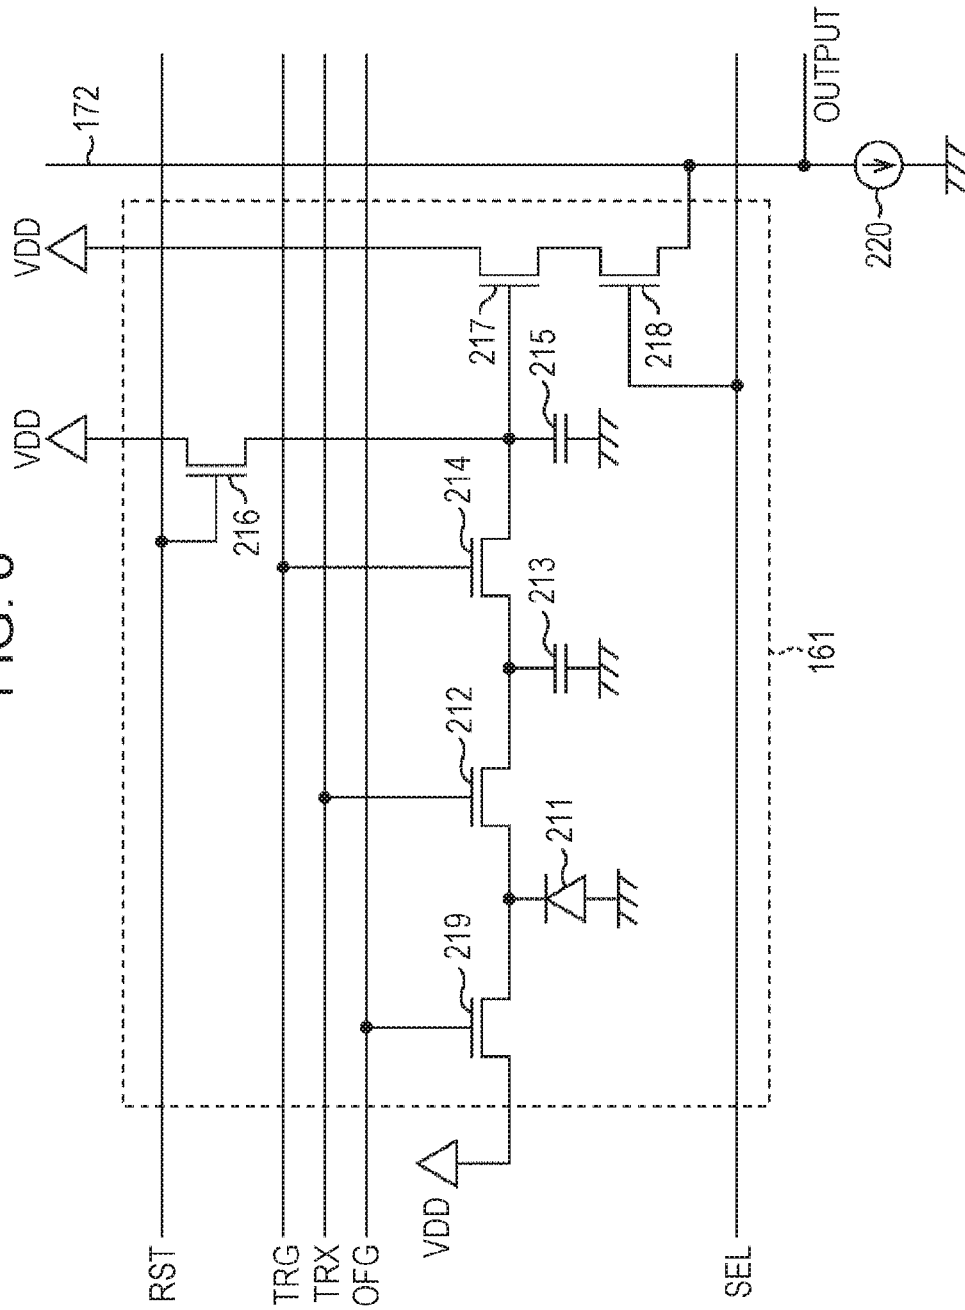 FIG.
VDD
VDD
172
RST
216
TRG
TRX
OFG
VDD
219
212
214
217
211
213
215
218
SEL
161
OUTPUT
220